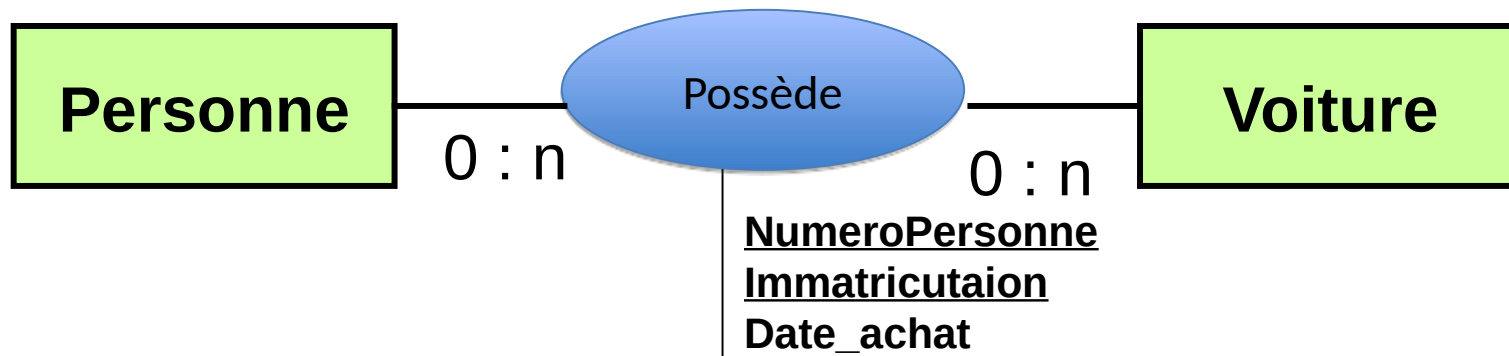 Personne
Possède
Voiture
0 : n
0 : n
NumeroPersonne
Immatricutaion
Date_achat